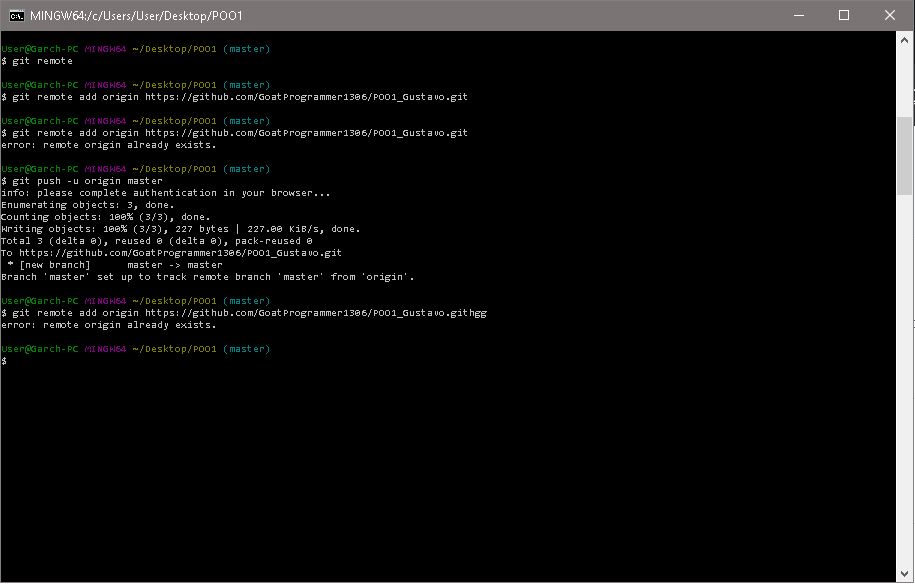 MINGW64:/c/Users/User/Desktop/POO1
User@Garch-PC MINGW64 ~/Desktop/POO1 (master)
$ git remote
User@Garch-PC MINGW64 ~/Desktop/POO1 (master)
$ git remote add origin https://github.com/GoatProgrammer1306/POO1_Gustavo.git
User@Garch-PC MINGW64 ~/Desktop/POO1 (master)
$ git remote add origin https://github.com/GoatProgrammer1306/POO1_Gustavo.git
error: remote origin already exists.
User@Garch-PC MINGW64 ~/Desktop/POO1 (master)
$ git push -u origin master
info: please complete authentication in your browser...
Enumerating objects: 3, done.
Counting objects: 100% (3/3), done.
Writing objects: 100% (3/3), 227 bytes | 227.00 KiB/s, done.
Total 3 (delta 0), reused 0 (delta 0), pack-reused 0
To https://github.com/GoatProgrammer1306/POO1_Gustavo.git
 * [new branch]      master -> master
Branch 'master' set up to track remote branch 'master' from 'origin'.
User@Garch-PC MINGW64 ~/Desktop/POO1 (master)
$ git remote add origin https://github.com/GoatProgrammer1306/POO1_Gustavo.githgg
error: remote origin already exists.
User@Garch-PC MINGW64 ~/Desktop/POO1 (master)
$